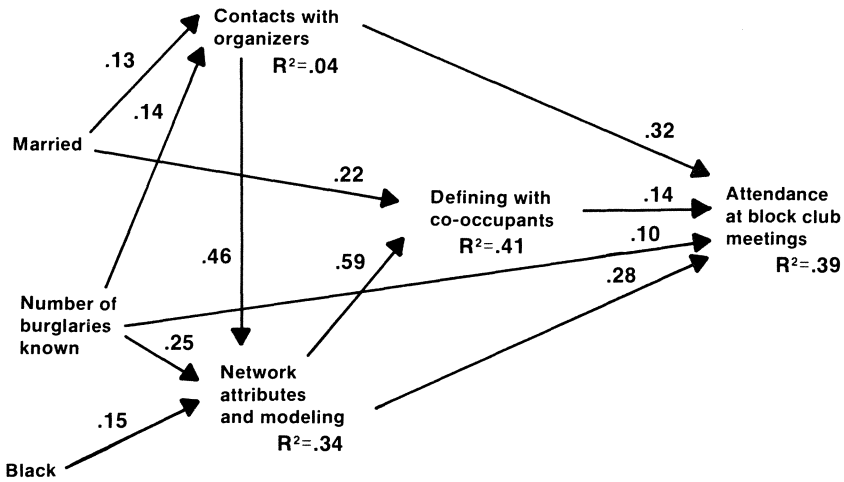 Contacts with
organizers
R²=.04
.13
.14
.32
Married
.22
Defining with
co-occupants
R²=.41
.14
Attendance
at block club
meetings
R²=.39
.10
.46
.59
.28
Number of
burglaries
known
.25
Network
attributes
and modeling
R²=.34
.15
Black